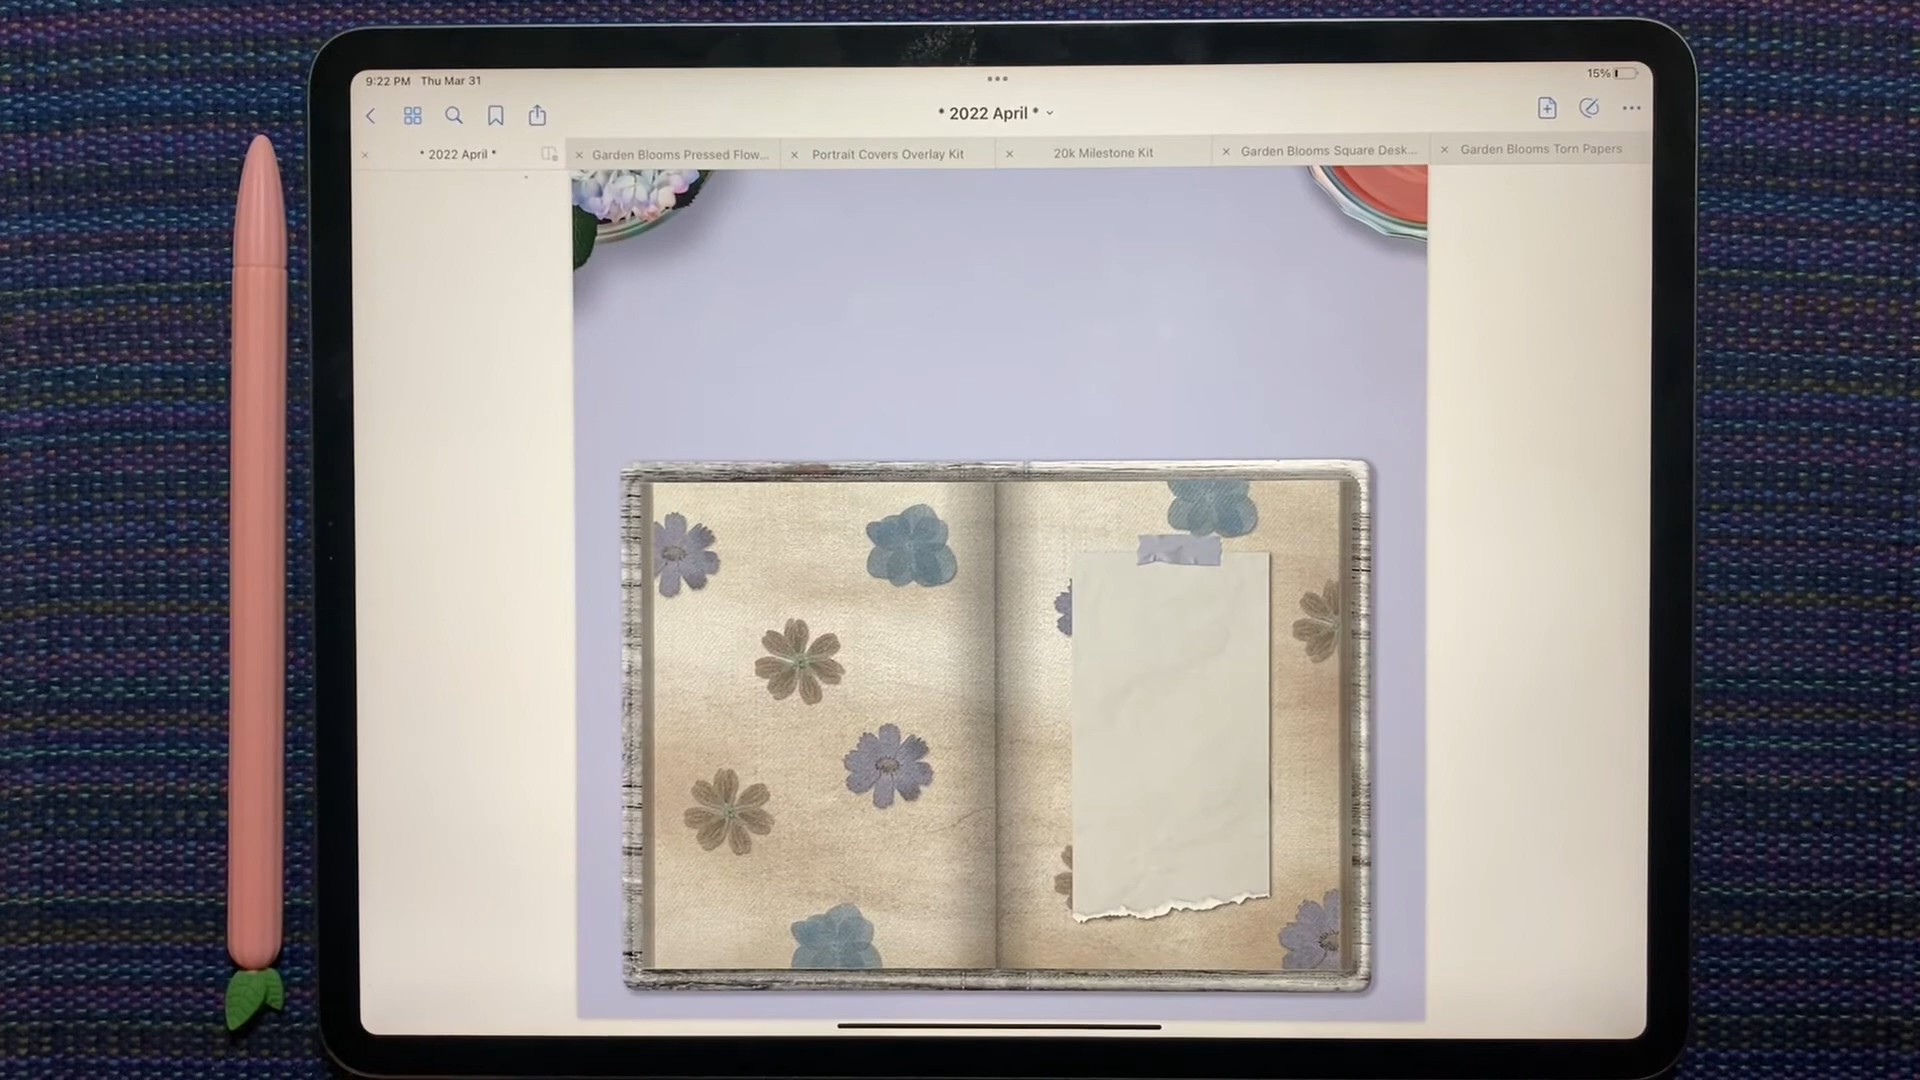 9:22 PM Thu Mar 31
15%
* 2022 April *
* 2022 April *
Garden Blooms Pressed Flow...
Portrait Covers Overlay Kit
20k Milestone Kit
Garden Blooms Square Desk...
Garden Blooms Torn Papers